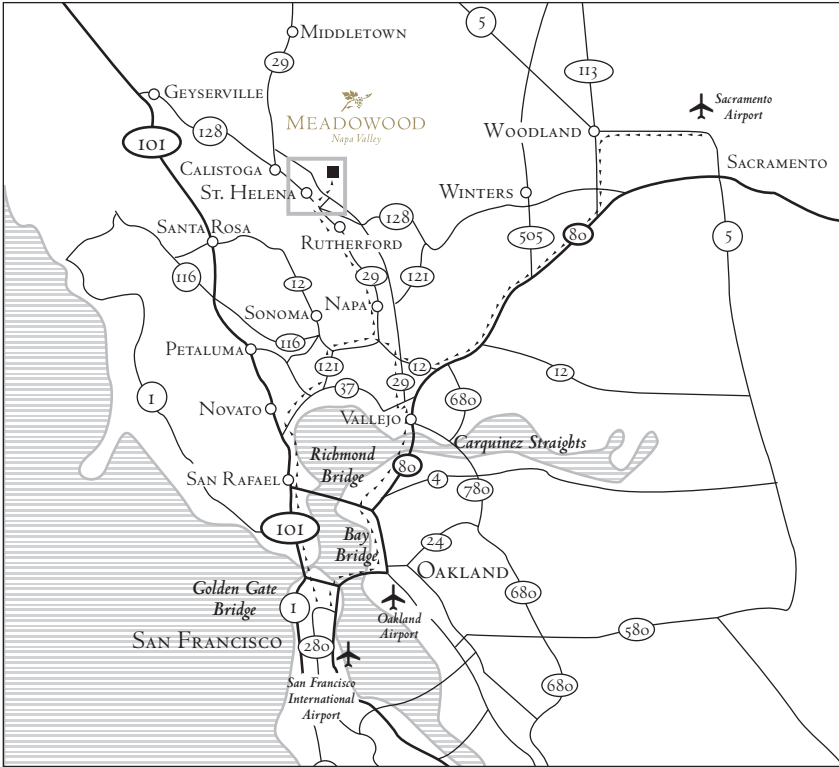 MIDDLETOWN
5
29
113
GEYSERVILLE
Sacramento
Airport
MEADOWOOD
Napa Valley
128
101
WOODLAND
CALISTOGA
SACRAMENTO
ST. HELENA
WINTERS
128
SANTA ROSA
RUTHERFORD
505
80
5
116
12
29
121
SONOMA
NAPA
116
PETALUMA
121
12
12
37
29
1
680
NOVATO
VALLEJO
Carquinez Straights
Richmond
Bridge
80
SAN RAFAEL
4
780
101
Bay
Bridge
24
OAKLAND
Golden Gate
Bridge
680
1
Oakland
Airport
580
SAN FRANCISCO
280
San Francisco
International
Airport
680